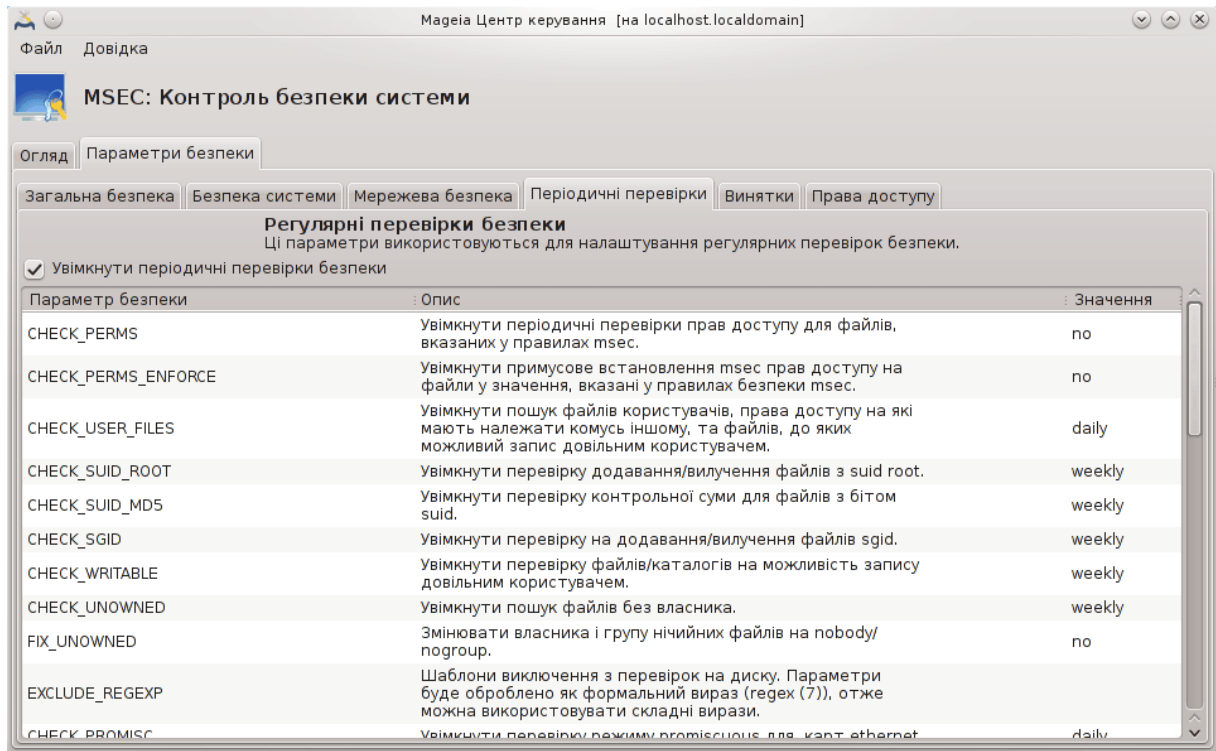 Mageia Центр керування [на localhost.localdomain]
Файл Довідка
MSEC: Контроль безпеки системи
Огляд Параметри безпеки
Загальна безпека Безпека системи Мережева безпека Періодичні перевірки Винятки Права доступу
Регулярні перевірки безпеки
Ці параметри використовуються для налаштування регулярних перевірок безпеки.
Увімкнути періодичні перевірки безпеки
Параметр безпеки Опис Значення
CHECK_PERMS Увімкнути періодичні перевірки прав доступу для файлів, no
вказаних у правилах msec.
CHECK_PERMS_ENFORCE Увімкнути примусове встановлення msec прав доступу на no
файли у значення, вказані у правилах безпеки msec.
Увімкнути пошук файлів користувачів, права доступу на які
CHECK_USER_FILES мають належати комусь іншому, та файлів, до яких daily
можливий запис довільним користувачем.
CHECK_SUID_ROOT Увімкнути перевірку додавання/вилучення файлів з suid root. weekly
CHECK_SUID_MD5 Увімкнути перевірку контрольної суми для файлів з бітом weekly
suid.
CHECK_SGID Увімкнути перевірку на додавання/вилучення файлів sgid. weekly
CHECK_WRITABLE Увімкнути перевірку файлів/каталогів на можливість запису weekly
довільним користувачем.
CHECK_UNOWNED Увімкнути пошук файлів без власника. weekly
FIX_UNOWNED Змінювати власника і групу нічийних файлів на nobody/ no
nogroup.
Шаблони виключення з перевірок на диску. Параметри
EXCLUDE_REGEXP буде оброблено як формальний вираз (regex (7)), отже
можна використовувати складні вирази.
CHECK_PROMISC Увімкнути перевірку режиму promiscuous для карт ethernet daily